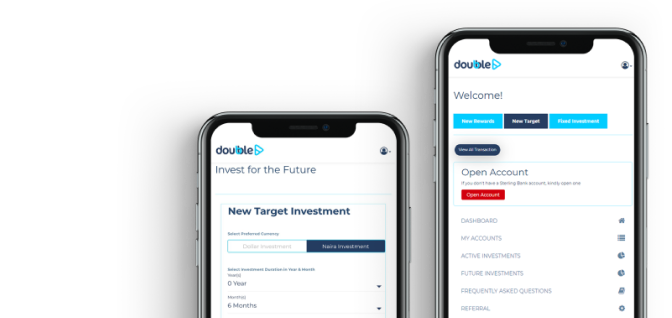 doubble
Invest for the Future
New Target Investment
Select Preferred Currency
Dollar Investment
Naira Investment
Select Investment Duration in Year & Month
Year(s)
0 Year
Month(s)
6 Months
doubble
Welcome!
New Rewards
New Target
Fixed Investment
View All Transaction
Open Account
If you don't have a Sterling Bank account, kindly open one
Open Account
DASHBOARD
MY ACCOUNTS
ACTIVE INVESTMENTS
FUTURE INVESTMENTS
FREQUENTLY ASKED QUESTIONS
REFERRAL